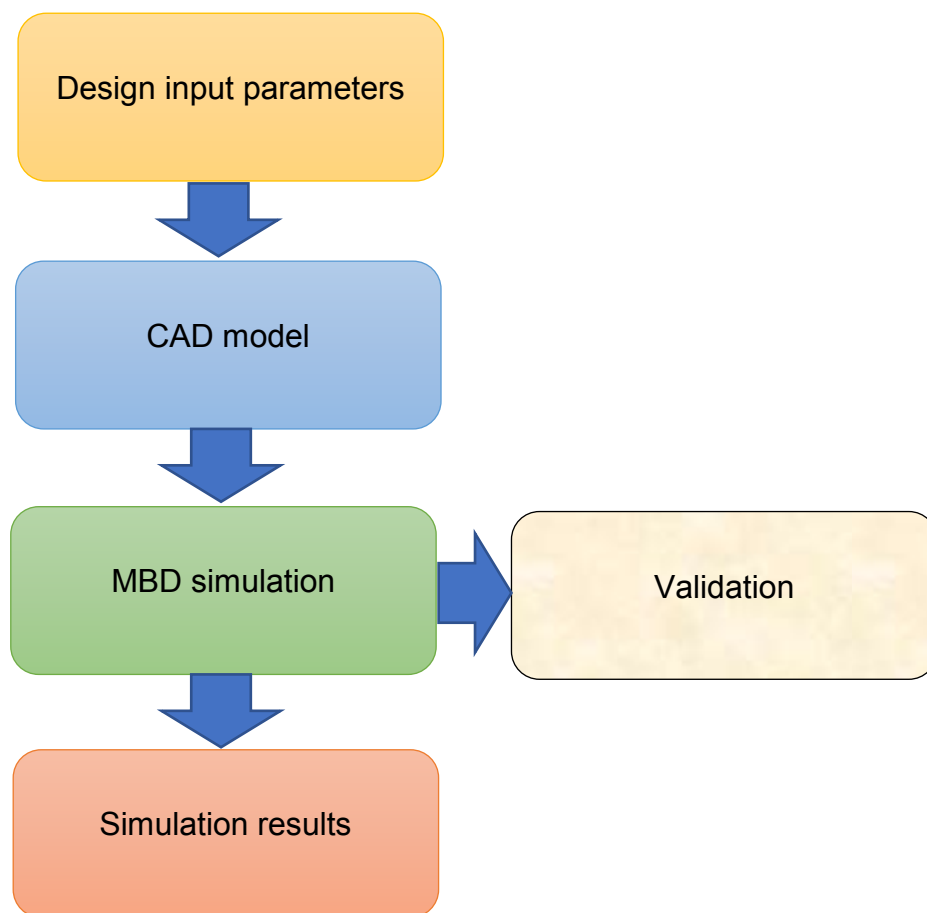 Design input parameters
CAD model
MBD simulation
Validation
Simulation results